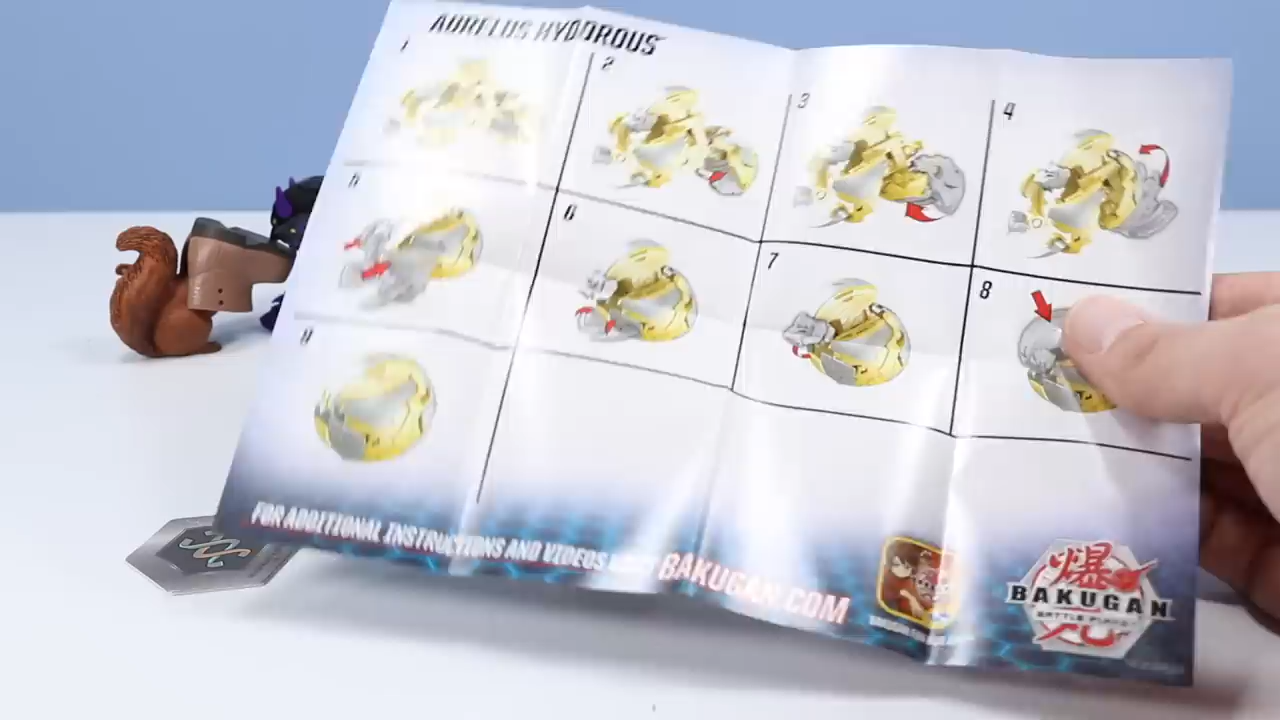 AURELUS HYDOROUS
1
2
3
4
5
6
7
8
9
FOR ADDITIONAL INSTRUCTIONS AND VIDEOS
BAKUGAN.COM
爆
BAKUGAN
BATTLE PLANET
丸